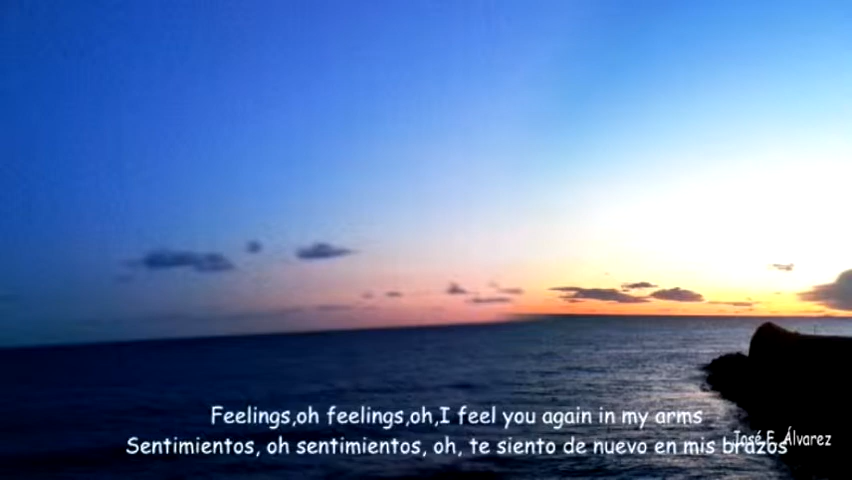 Feelings,oh feelings,oh,I feel you again in my arms
Sentimientos, oh sentimientos, oh, te siento de nuevo en mis brazos
José F. Álvarez